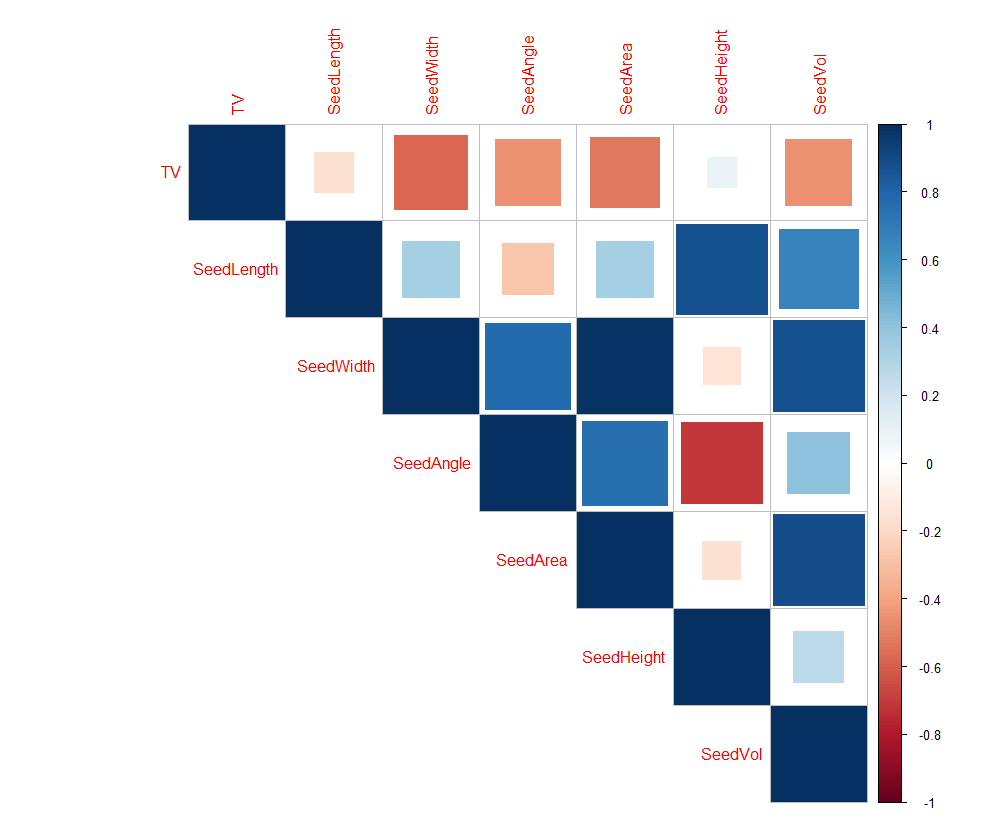 TV
SeedLength
SeedWidth
SeedAngle
SeedArea
SeedHeight
SeedVol
TV
SeedLength
SeedWidth
SeedAngle
SeedArea
SeedHeight
SeedVol
1
0.8
0.6
0.4
0.2
0
-0.2
-0.4
-0.6
-0.8
-1